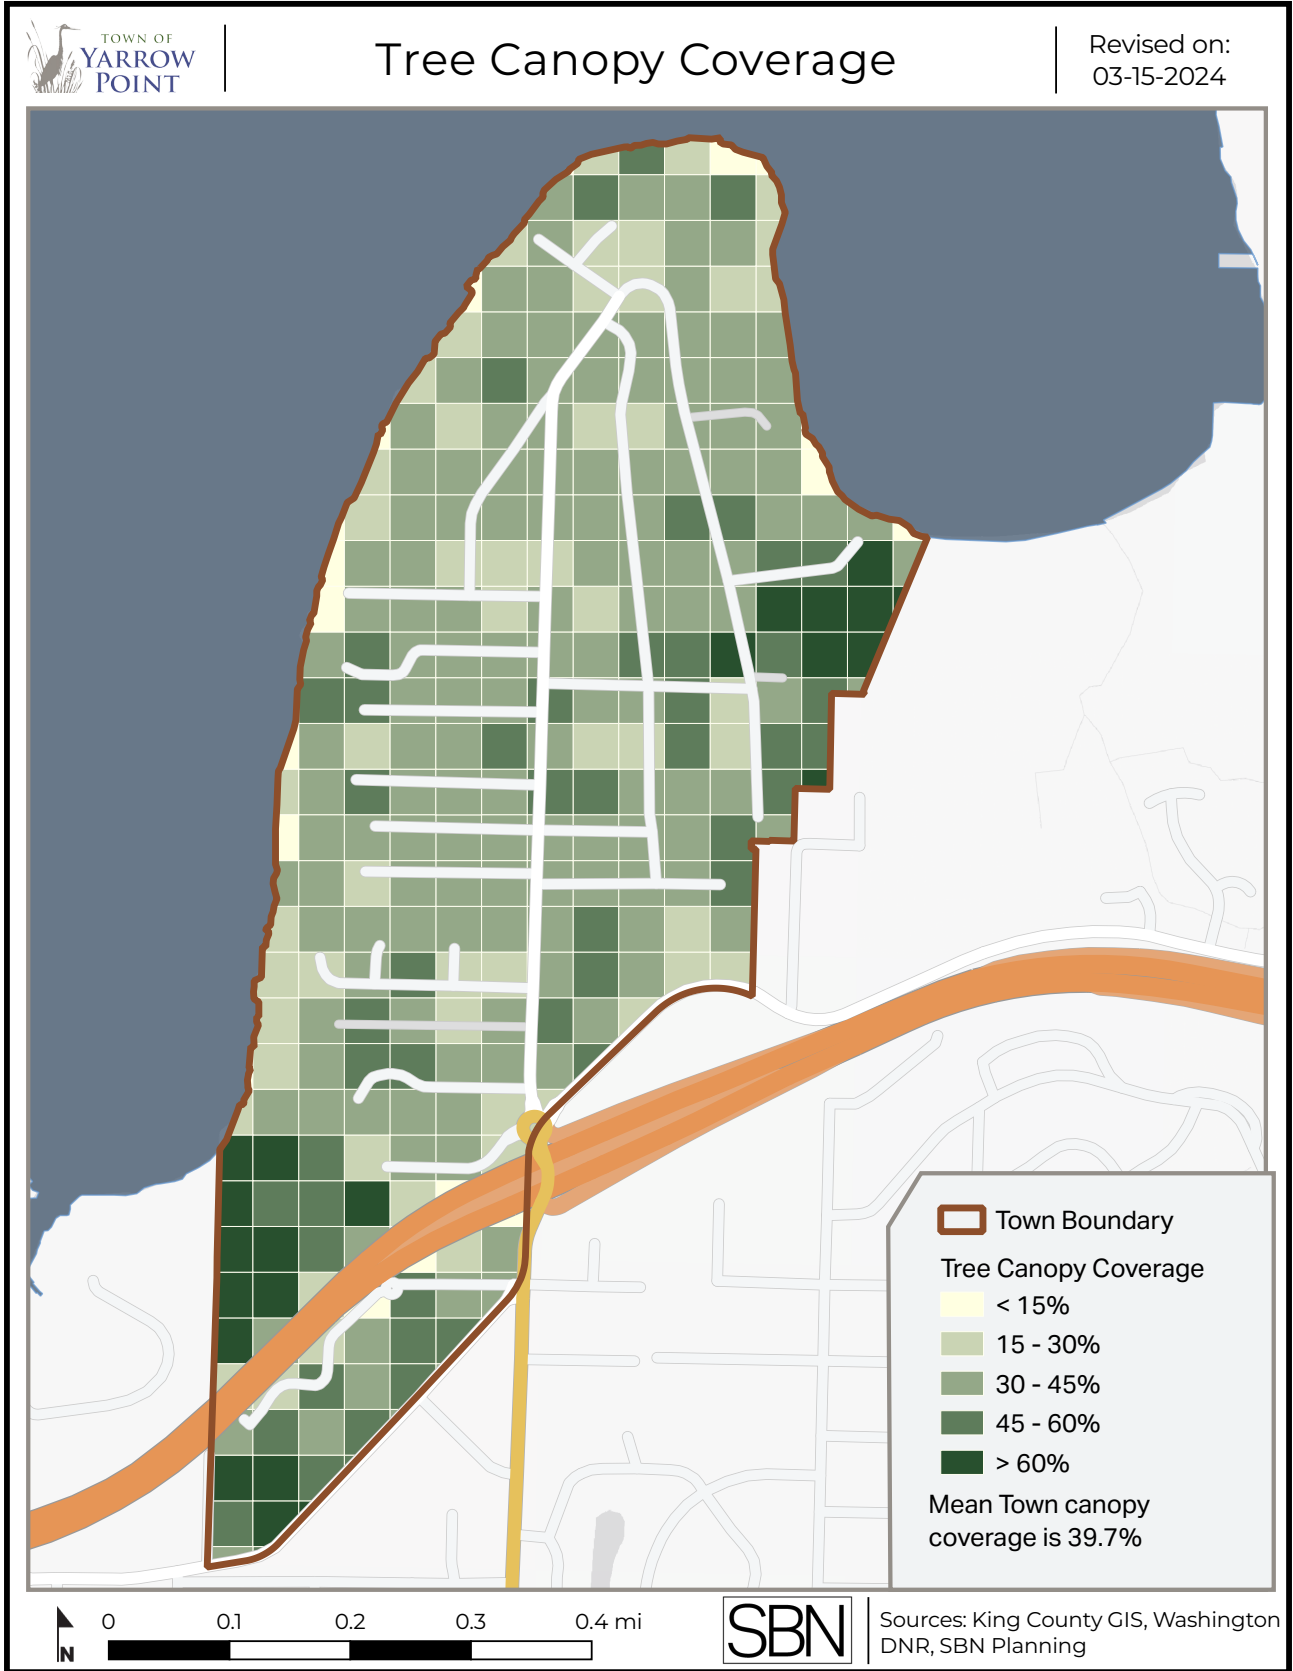 TOWN OF
YARROW
POINT
Tree Canopy Coverage
Revised on:
03-15-2024
Town Boundary
Tree Canopy Coverage
< 15%
15 - 30%
30 - 45%
45 - 60%
> 60%
Mean Town canopy
coverage is 39.7%
N
0 0.1 0.2 0.3 0.4 mi
SBN
Sources: King County GIS, Washington
DNR, SBN Planning